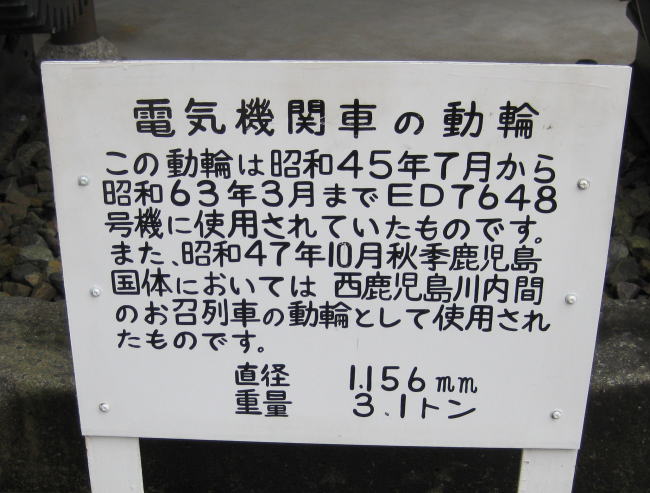 電気機関車の動輪
この動輪は昭和45年7月から
昭和63年3月までED7648
号機に使用されていたものです。
また、昭和47年10月秋季鹿児島
国体においては 西鹿児島川内間
のお召列車の動輪として使用され
たものです。
直径 1.156mm
重量 3.1トン